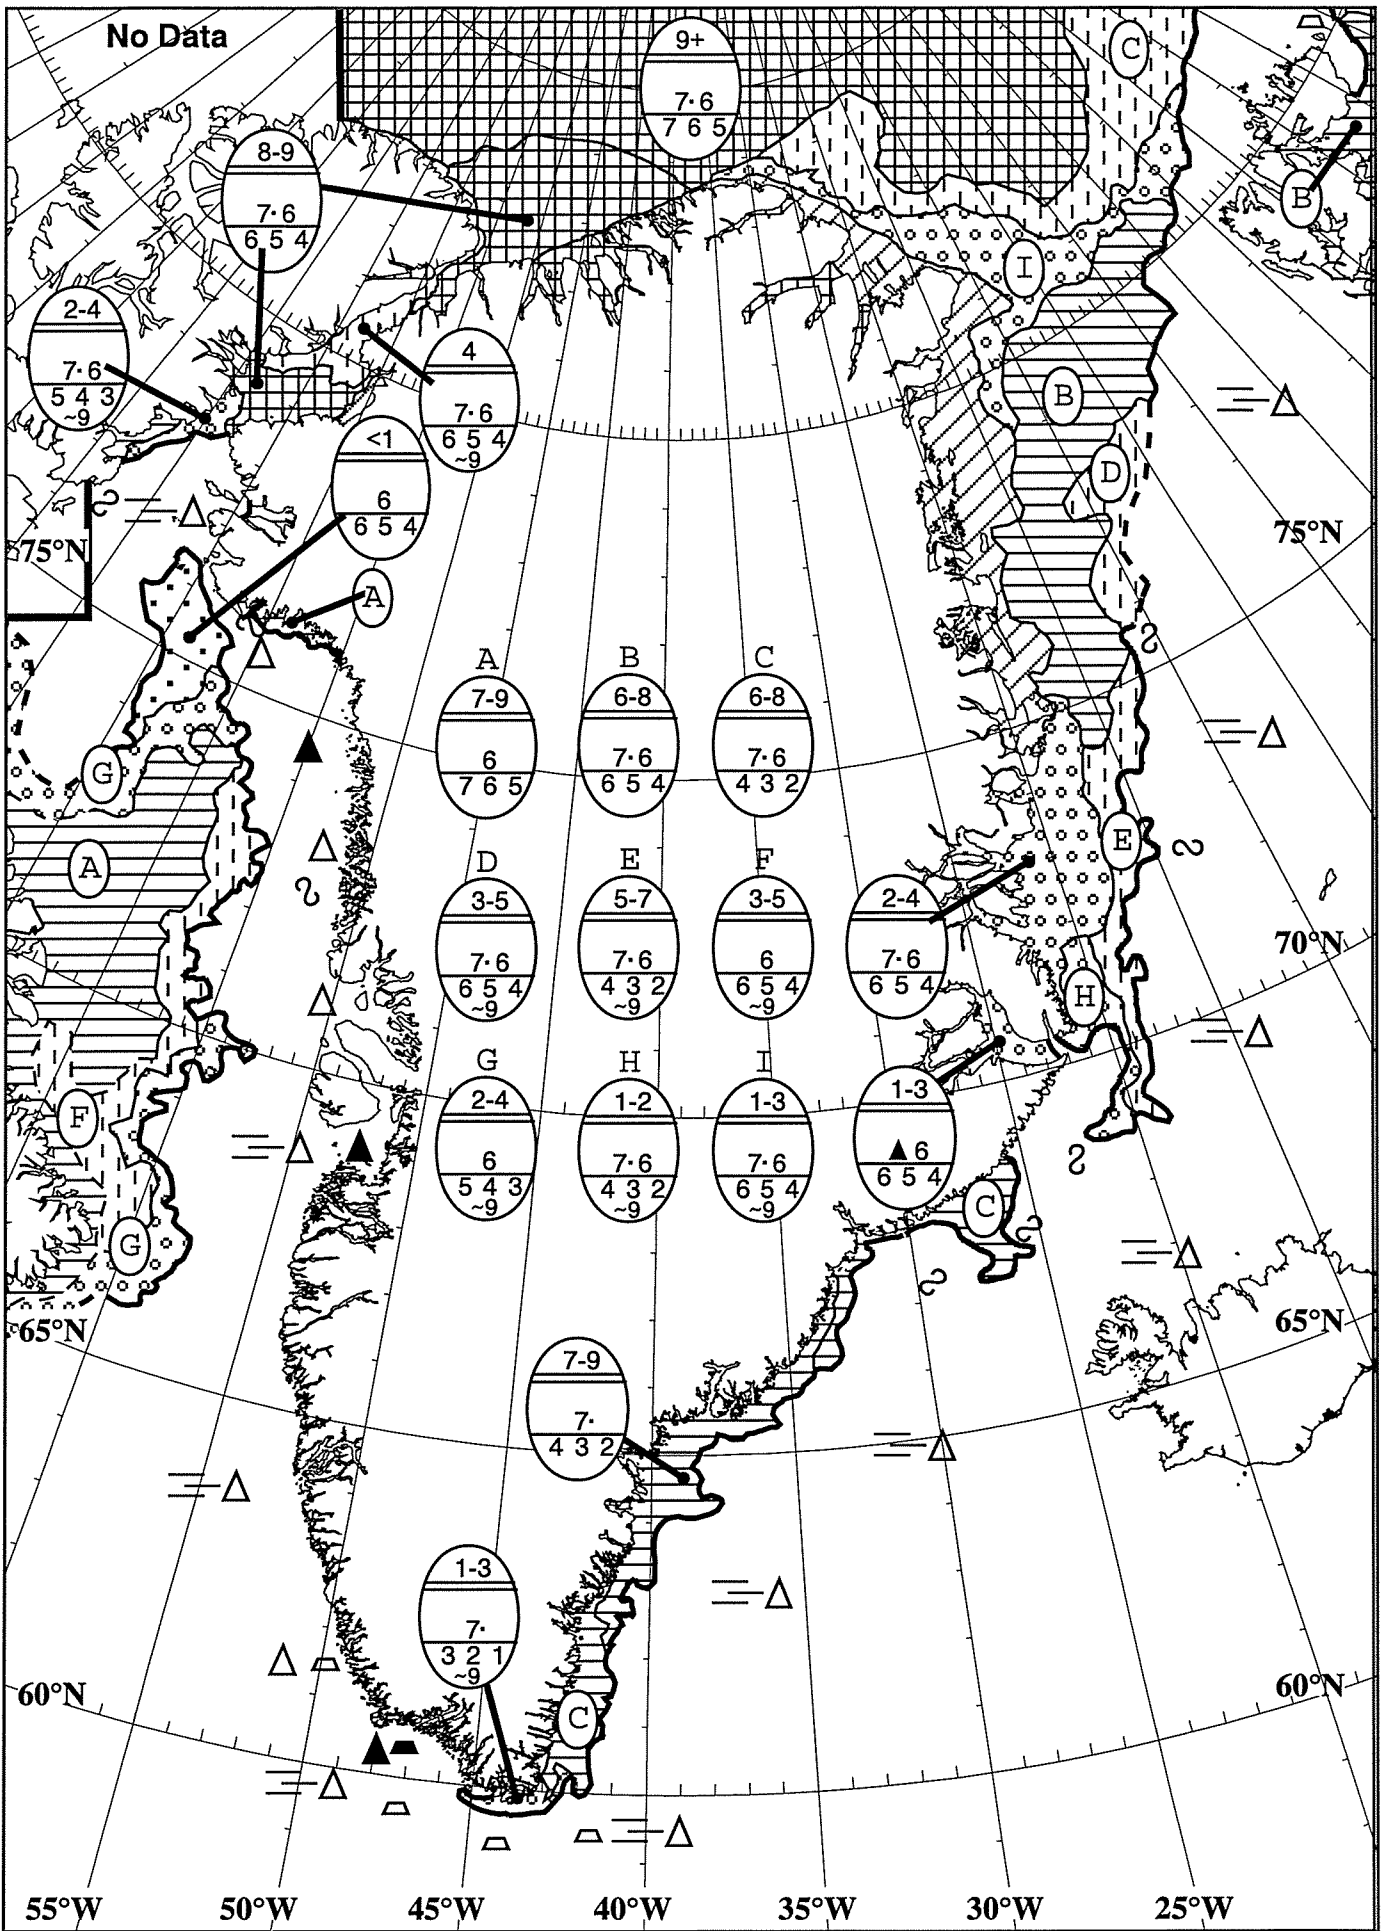 No Data
9+
7· 6
7 6 5
C
B
8-9
7· 6
6 5 4
I
2-4
7· 6
5 4 3
~9
4
7· 6
6 5 4
~9
B
<1
6
6 5 4
D
75°N
75°N
A
A
7-9
6
7 6 5
B
6-8
7· 6
6 5 4
C
6-8
7· 6
4 3 2
G
A
E
D
3-5
7· 6
6 5 4
~9
E
5-7
7· 6
4 3 2
~9
F
3-5
6
6 5 4
~9
2-4
7· 6
6 5 4
70°N
H
F
G
2-4
6
5 4 3
~9
H
1-2
7· 6
4 3 2
~9
I
1-3
7· 6
6 5 4
~9
1-3
▲ 6
6 5 4
C
G
65°N
65°N
7-9
7·
4 3 2
1-3
7·
3 2 1
~9
60°N
60°N
C
55°W 50°W 45°W 40°W 35°W 30°W 25°W